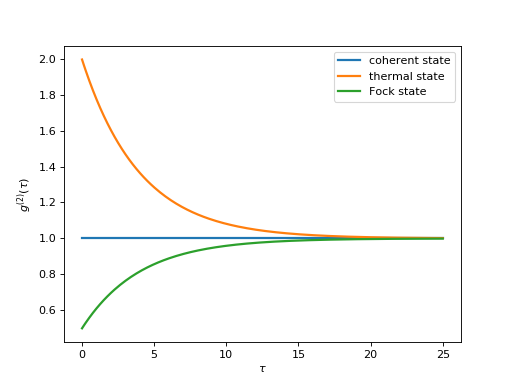 coherent state
thermal state
Fock state
2.0
1.8
1.6
1.4
1.2
1.0
0.8
0.6
g^{(2)}(τ)
0 5 10 15 20 25
τ